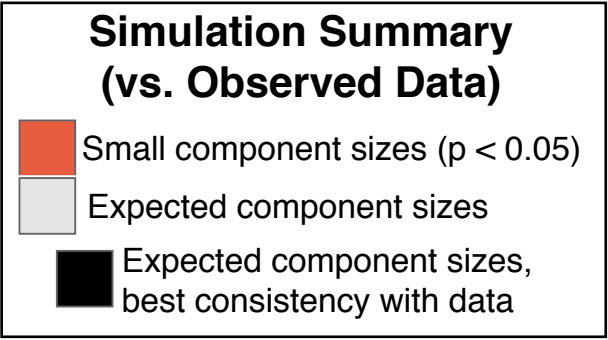 Simulation Summary
(vs. Observed Data)
Small component sizes (p < 0.05)
Expected component sizes
Expected component sizes,
best consistency with data